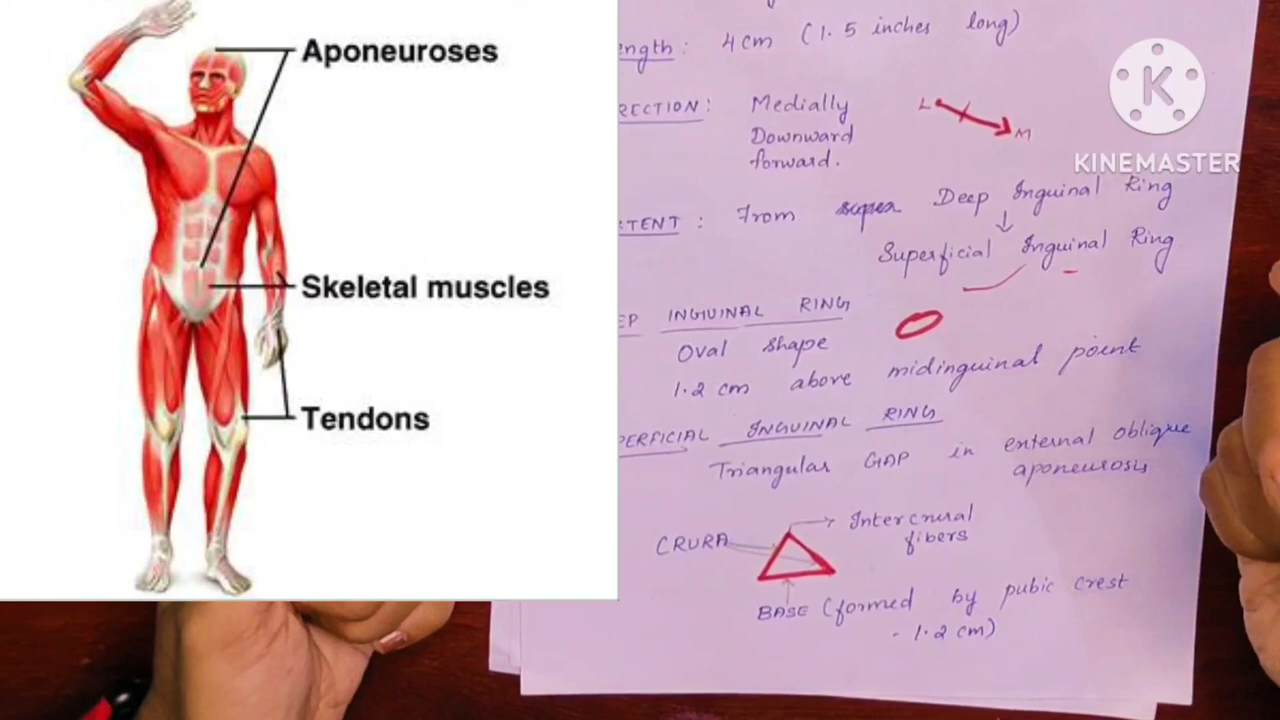 Aponeuroses
Skeletal muscles
Tendons
ength: 4cm (1.5 inches long)
RECTION: Medially
Downward
forward.
L M
TENT: From Deep Inguinal Ring
Superficial Inguinal Ring
EP INGUINAL RING
Oval shape
1.2 cm above midinguinal point
PERFICIAL INGUINAL RING
Triangular GAP in external oblique
aponeurosis
CRURA
Intercrural
fibers
BASE (formed by pubic crest
- 1.2 cm)
KINEMASTER